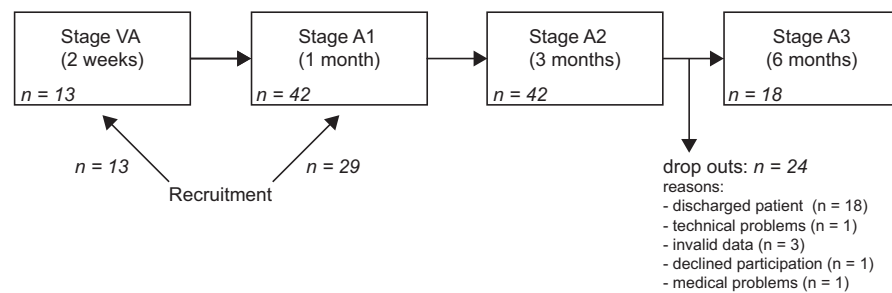 Stage VA
(2 weeks)
n = 13
Stage A1
(1 month)
n = 42
Stage A2
(3 months)
n = 42
Stage A3
(6 months)
n = 18
n = 13
Recruitment
n = 29
drop outs: n = 24
reasons:
- discharged patient (n = 18)
- technical problems (n = 1)
- invalid data (n = 3)
- declined participation (n = 1)
- medical problems (n = 1)